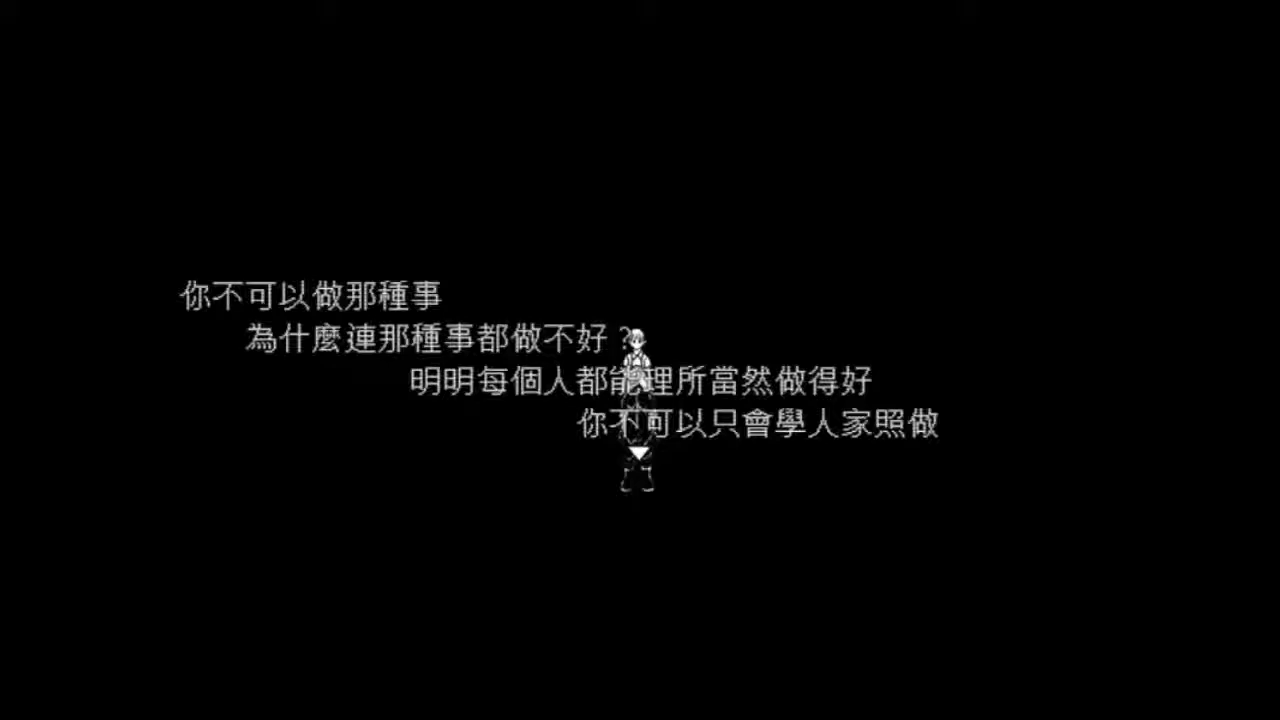 你不可以做那種事
為什麼連那種事都做不好？
明明每個人都能理所當然做得好
你不可以只會學人家照做